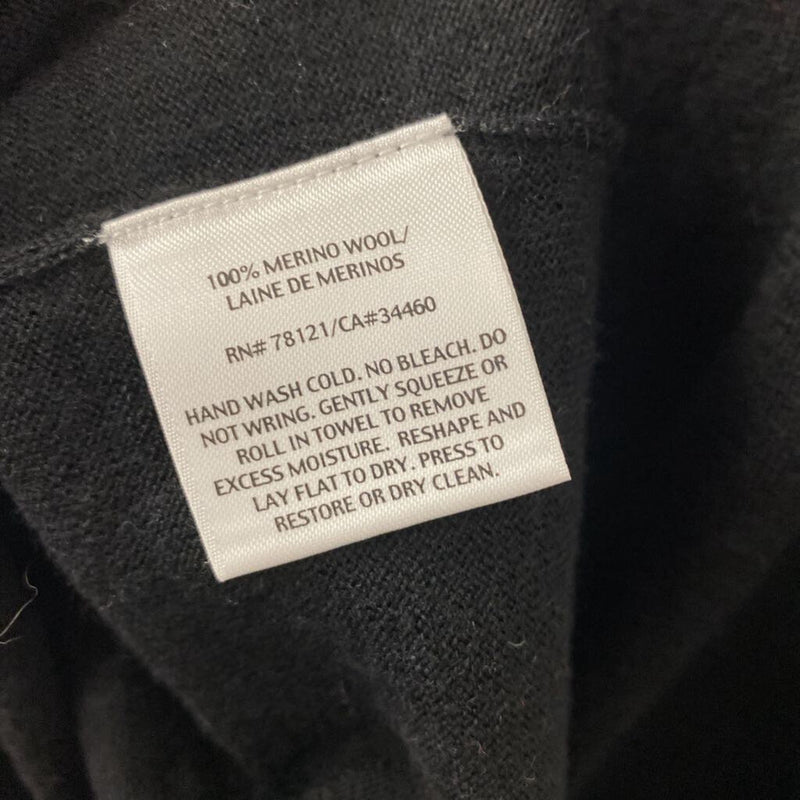 100% MERINO WOOL/
LAINE DE MERINOS
RN# 78121/CA#34460
HAND WASH COLD. NO BLEACH. DO
NOT WRING. GENTLY SQUEEZE OR
ROLL IN TOWEL TO REMOVE
EXCESS MOISTURE. RESHAPE AND
LAY FLAT TO DRY. PRESS TO
RESTORE OR DRY CLEAN.